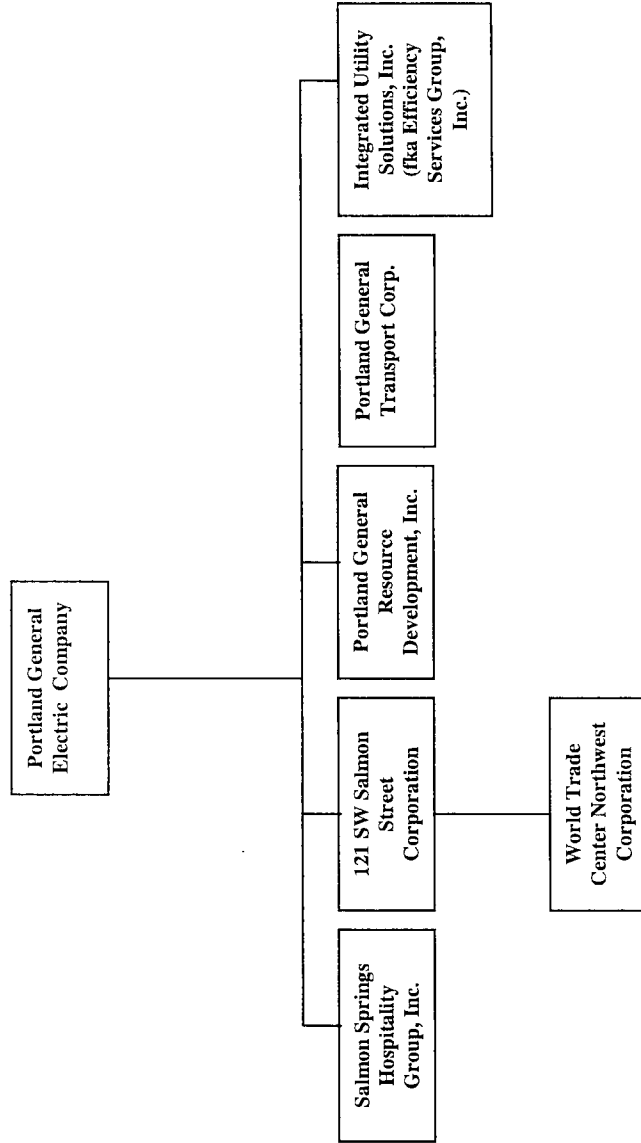 Portland General
Electric Company
Salmon Springs
Hospitality
Group, Inc.
121 SW Salmon
Street
Corporation
Portland General
Resource
Development, Inc.
Portland General
Transport Corp.
Integrated Utility
Solutions, Inc.
(fka Efficiency
Services Group,
Inc.)
World Trade
Center Northwest
Corporation